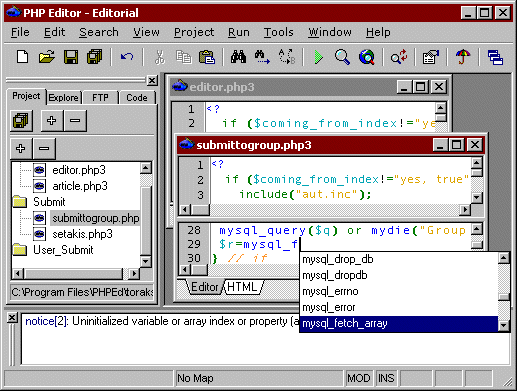 PHP Editor - Editorial
File Edit Search View Project Run Tools Window Help
Project Explore FTP Code
editor.php3
article.php3
Submit
submittogroup.php
setakis.php3
User_Submit
C:\Program Files\PHPEd\toraks
editor.php3
1 <?
2 if ($coming_from_index!="ye
submittogroup.php3
1 <?
2 if ($coming_from_index!="yes, true"
3 include("aut.inc");
28 mysql_query($q) or mydie("Group
29 $r=mysql_f
30 } // if
mysql_drop_db
mysql_dropdb
mysql_errno
mysql_error
mysql_fetch_array
Editor HTML
notice[2]: Uninitialized variable or array index or property (a
No Map MOD INS